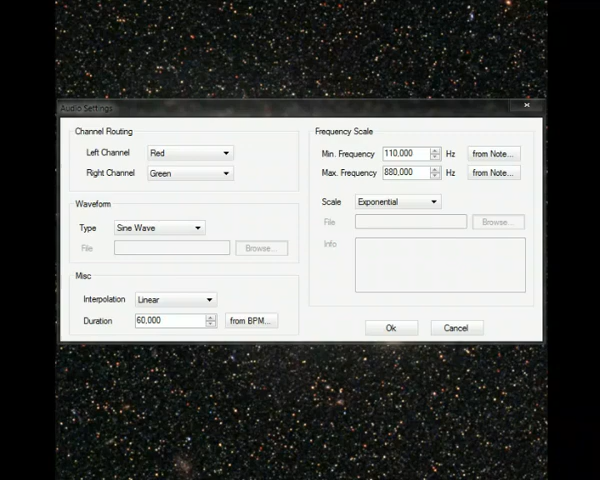 Audio Settings
Channel Routing
Left Channel Red
Right Channel Green
Waveform
Type Sine Wave
File Browse...
Misc
Interpolation Linear
Duration 60,000 from BPM...
Frequency Scale
Min. Frequency 110,000 Hz from Note...
Max. Frequency 880,000 Hz from Note...
Scale Exponential
File Browse...
Info
Ok Cancel